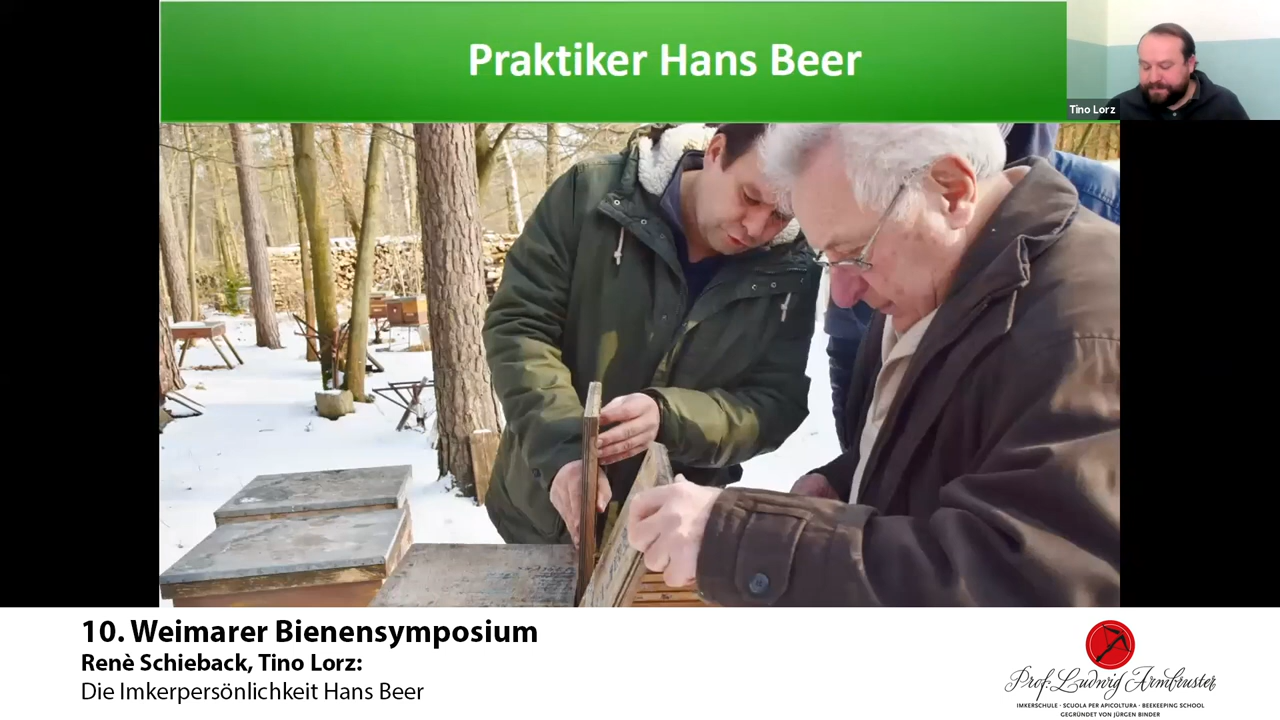 Praktiker Hans Beer
Tino Lorz
10. Weimarer Bienensymposium
Renè Schieback, Tino Lorz:
Die Imkerpersönlichkeit Hans Beer
Prof. Ludwig Armbruster
IMKERSCHULE · SCUOLA PER APICOLTURA · BEEKEEPING SCHOOL
GEGRÜNDET VON JÜRGEN BINDER